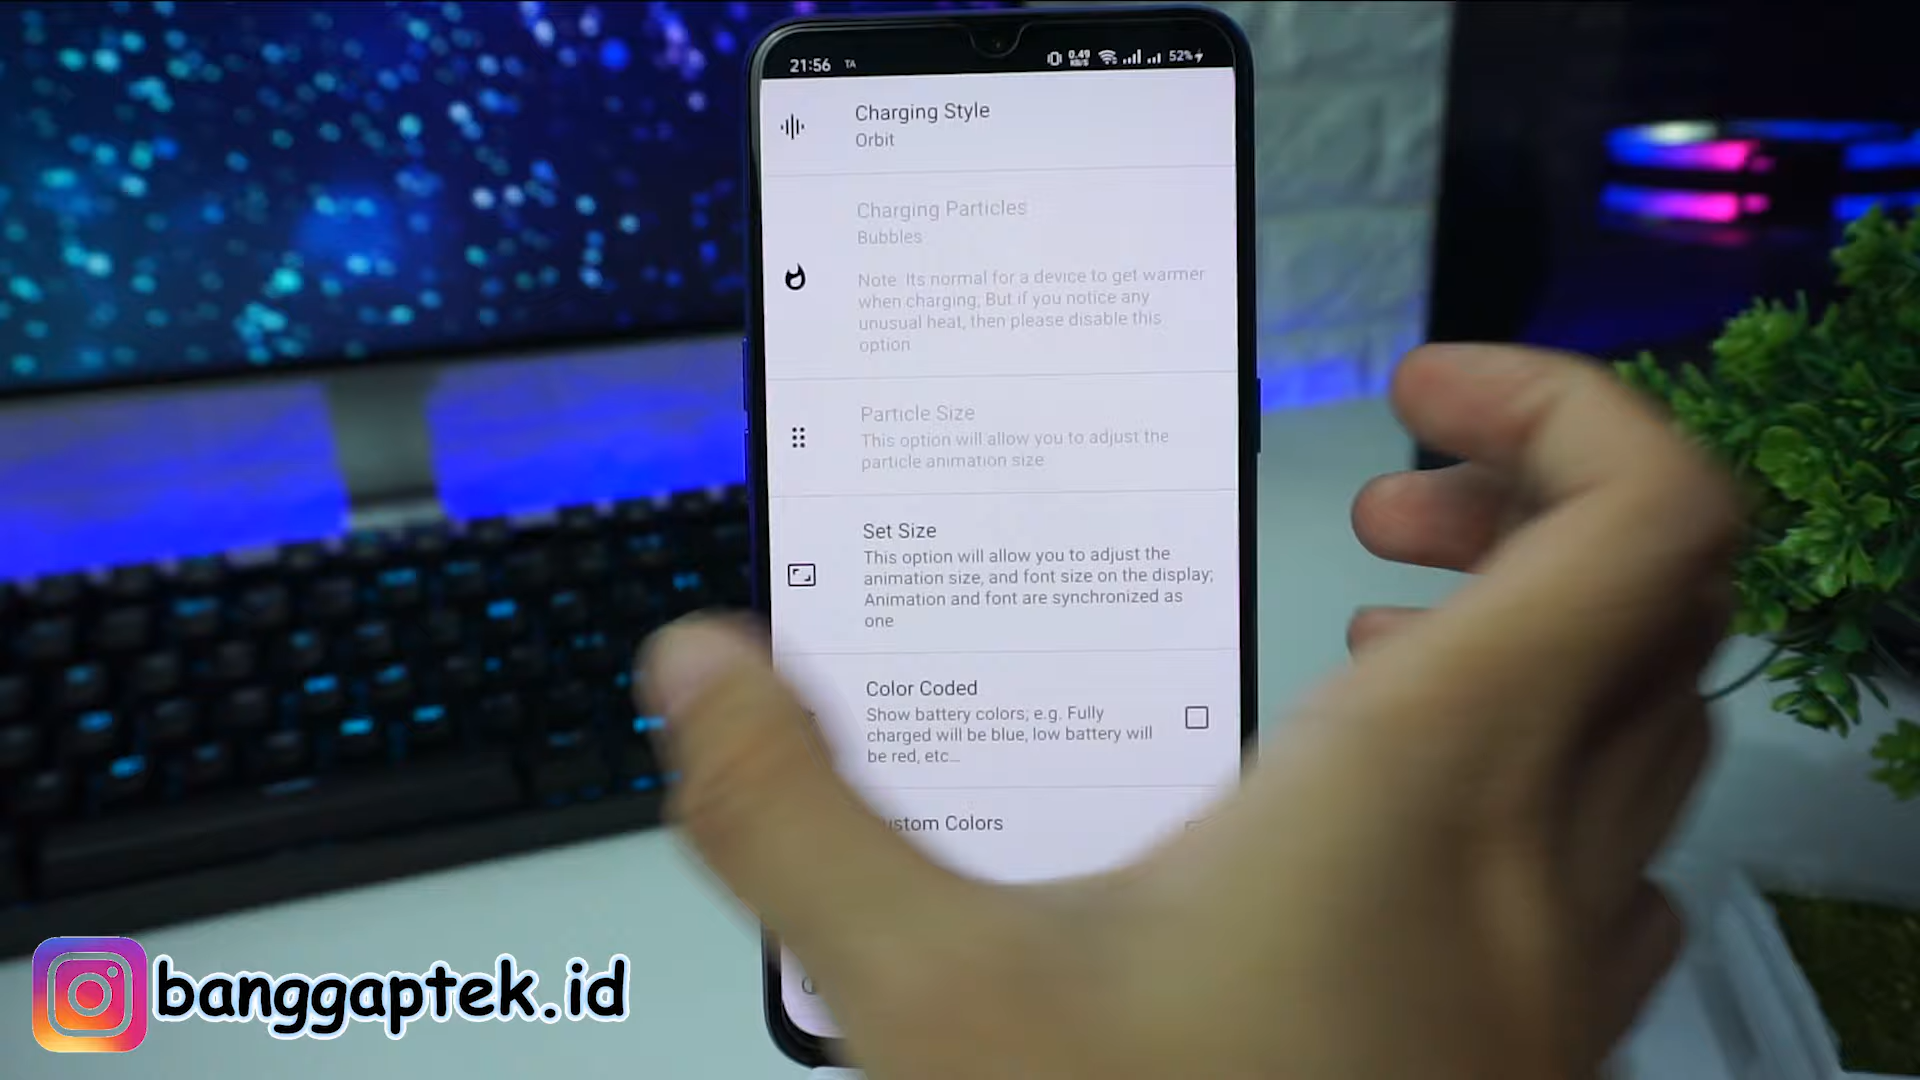 21:56 TA 0.49 KB/S 52%
Charging Style
Orbit
Charging Particles
Bubbles
Note: Its normal for a device to get warmer
when charging; But if you notice any
unusual heat, then please disable this
option
Particle Size
This option will allow you to adjust the
particle animation size
Set Size
This option will allow you to adjust the
animation size, and font size on the display;
Animation and font are synchronized as
one
Color Coded
Show battery colors; e.g. Fully
charged will be blue, low battery will
be red, etc...
ustom Colors
banggaptek.id